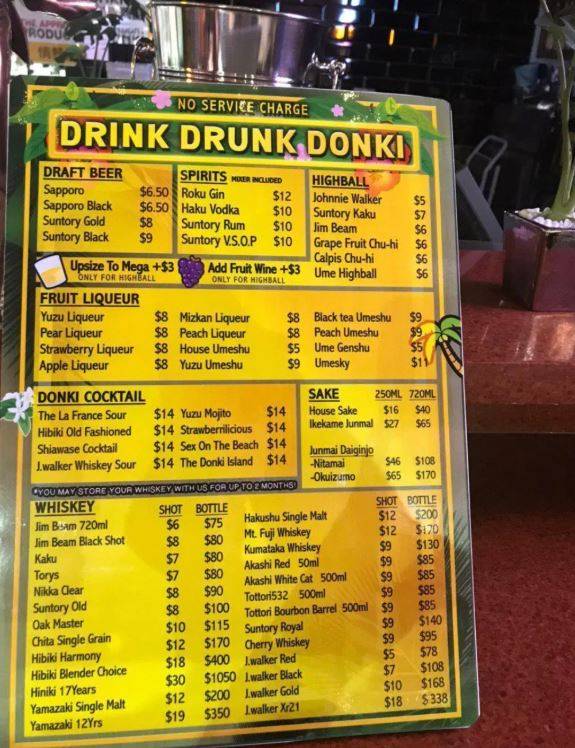 THE APPR
PRODU
NO SERVICE CHARGE
DRINK DRUNK DONKI
DRAFT BEER
Sapporo $6.50
Sapporo Black $6.50
Suntory Gold $8
Suntory Black $9
SPIRITS MIXER INCLUDED
Roku Gin $12
Haku Vodka $10
Suntory Rum $10
Suntory V.S.O.P $10
HIGHBALL
Johnnie Walker $5
Suntory Kaku $7
Jim Beam $6
Grape Fruit Chu-hi $6
Calpis Chu-hi $6
Ume Highball $6
Upsize To Mega +$3
ONLY FOR HIGHBALL
Add Fruit Wine +$3
ONLY FOR HIGHBALL
FRUIT LIQUEUR
Yuzu Liqueur $8 Mizkan Liqueur $8 Black tea Umeshu $9
Pear Liqueur $8 Peach Liqueur $8 Peach Umeshu $9
Strawberry Liqueur $8 House Umeshu $5 Ume Genshu $5
Apple Liqueur $8 Yuzu Umeshu $9 Umesky $11
DONKI COCKTAIL
The La France Sour $14 Yuzu Mojito $14
Hibiki Old Fashioned $14 Strawberrilicious $14
Shiawase Cocktail $14 Sex On The Beach $14
J.walker Whiskey Sour $14 The Donki Island $14
SAKE 250ML 720ML
House Sake $16 $40
Ikekame Junmal $27 $65
Junmai Daiginjo
-Nitamai $46 $108
-Okuizumo $65 $170
*YOU MAY STORE YOUR WHISKEY WITH US FOR UP TO 2 MONTHS!
WHISKEY SHOT BOTTLE
Jim Beam 720ml $6 $75
Jim Beam Black Shot $8 $80
Kaku $7 $80
Torys $7 $80
Nikka Clear $8 $90
Suntory Old $8 $100
Oak Master $10 $115
Chita Single Grain $12 $170
Hibiki Harmony $18 $400
Hibiki Blender Choice $30 $1050
Hiniki 17Years
Yamazaki Single Malt $12 $200
Yamazaki 12Yrs $19 $350
SHOT BOTTLE
Hakushu Single Malt $12 $200
Mt. Fuji Whiskey $12 $170
Kumataka Whiskey $9 $130
Akashi Red 50ml $9 $85
Akashi White Cat 500ml $9 $85
Tottori532 500ml $9 $85
Tottori Bourbon Barrel 500ml $9 $85
Suntory Royal $9 $140
Cherry Whiskey $9 $95
J.walker Red $5 $78
J.walker Black $7 $108
J.walker Gold $10 $168
J.walker Xr21 $18 $338